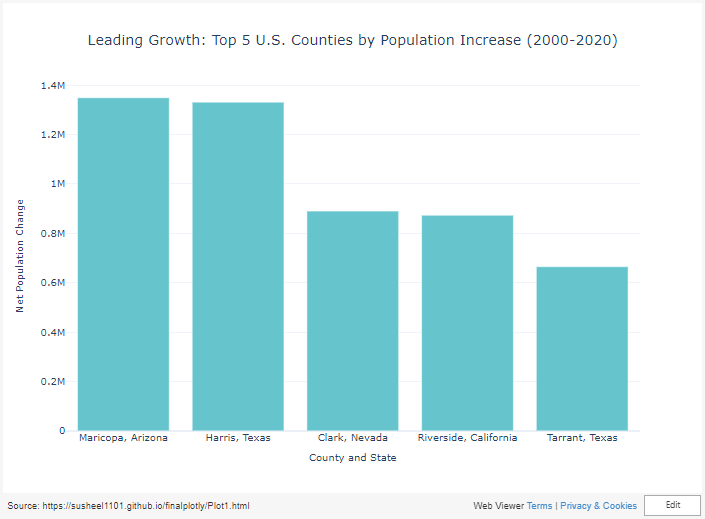 Leading Growth: Top 5 U.S. Counties by Population Increase (2000-2020)
1.4M
1.2M
1M
0.8M
0.6M
0.4M
0.2M
0
Net Population Change
Maricopa, Arizona
Harris, Texas
Clark, Nevada
Riverside, California
Tarrant, Texas
County and State
Source: https://susheel1101.github.io/finalplotly/Plot1.html
Web Viewer Terms | Privacy & Cookies
Edit